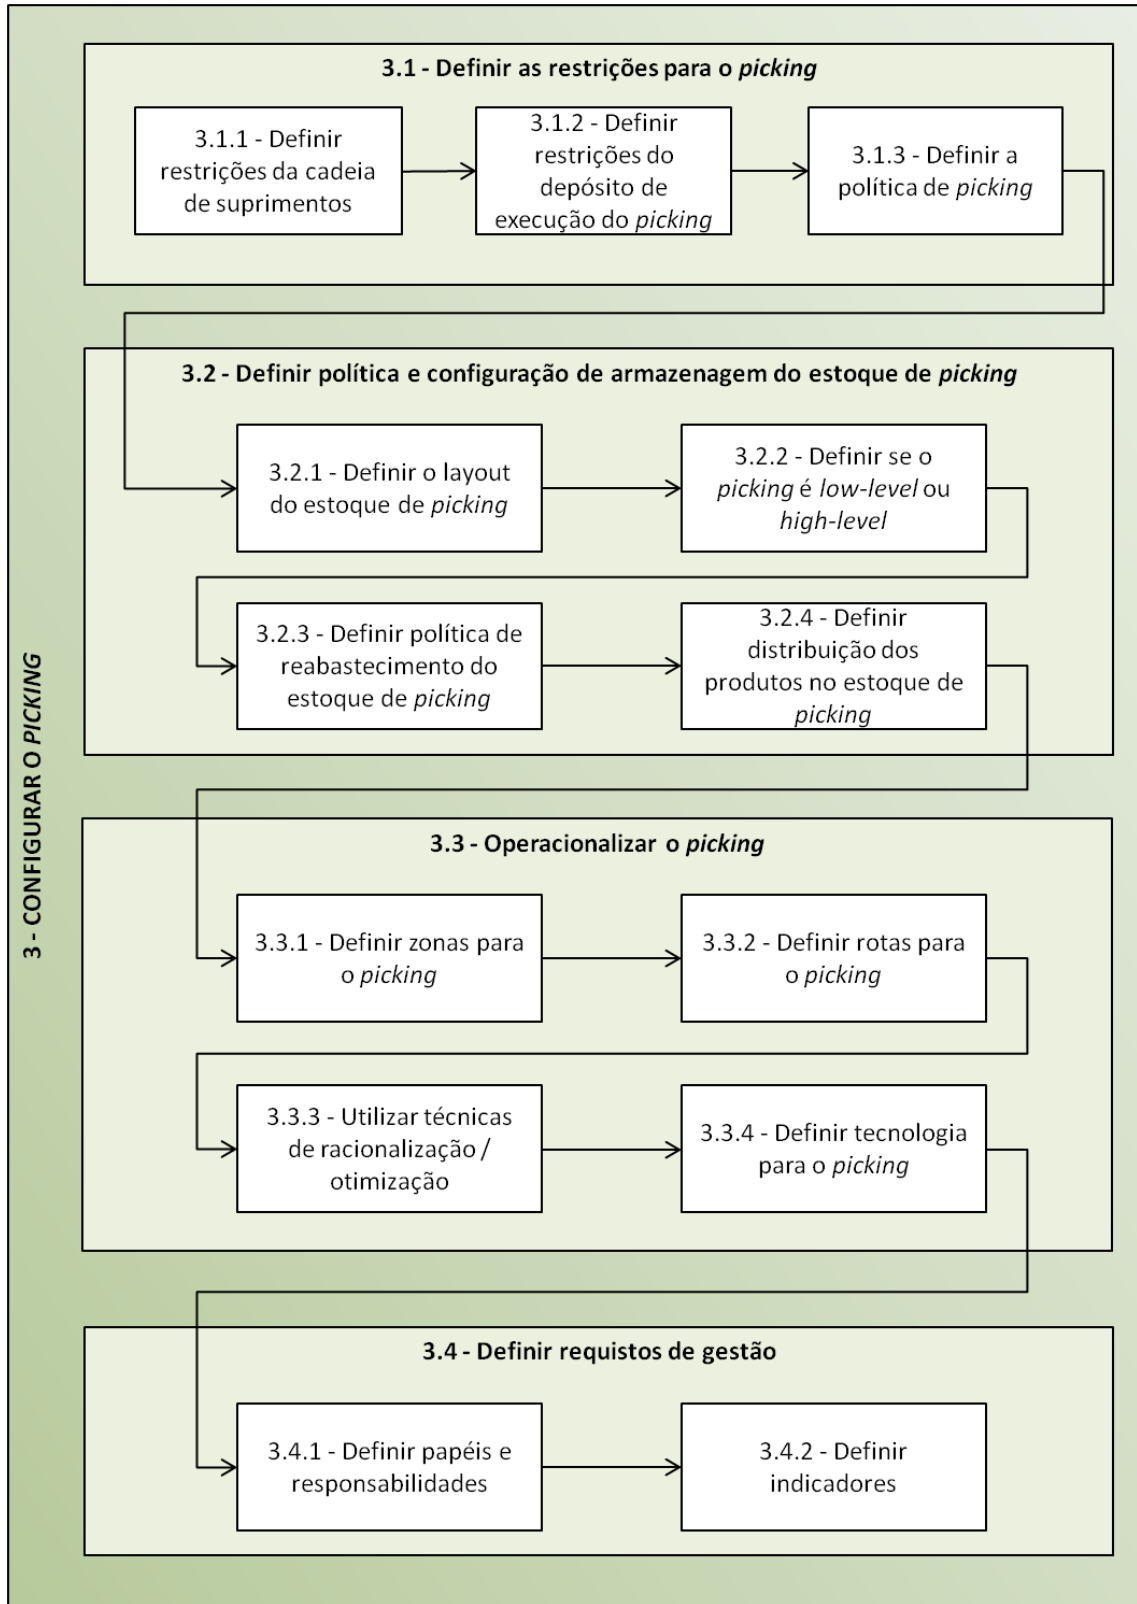 3 - CONFIGURAR O PICKING
3.1 - Definir as restrições para o picking
3.1.1 - Definir
restrições da cadeia
de suprimentos
3.1.2 - Definir
restrições do
depósito de
execução do picking
3.1.3 - Definir a
política de picking
3.2 - Definir política e configuração de armazenagem do estoque de picking
3.2.1 - Definir o layout
do estoque de picking
3.2.2 - Definir se o
picking é low-level ou
high-level
3.2.3 - Definir política de
reabastecimento do
estoque de picking
3.2.4 - Definir
distribuição dos
produtos no estoque de
picking
3.3 - Operacionalizar o picking
3.3.1 - Definir zonas para
o picking
3.3.2 - Definir rotas para
o picking
3.3.3 - Utilizar técnicas
de racionalização /
otimização
3.3.4 - Definir tecnologia
para o picking
3.4 - Definir requistos de gestão
3.4.1 - Definir papéis e
responsabilidades
3.4.2 - Definir
indicadores